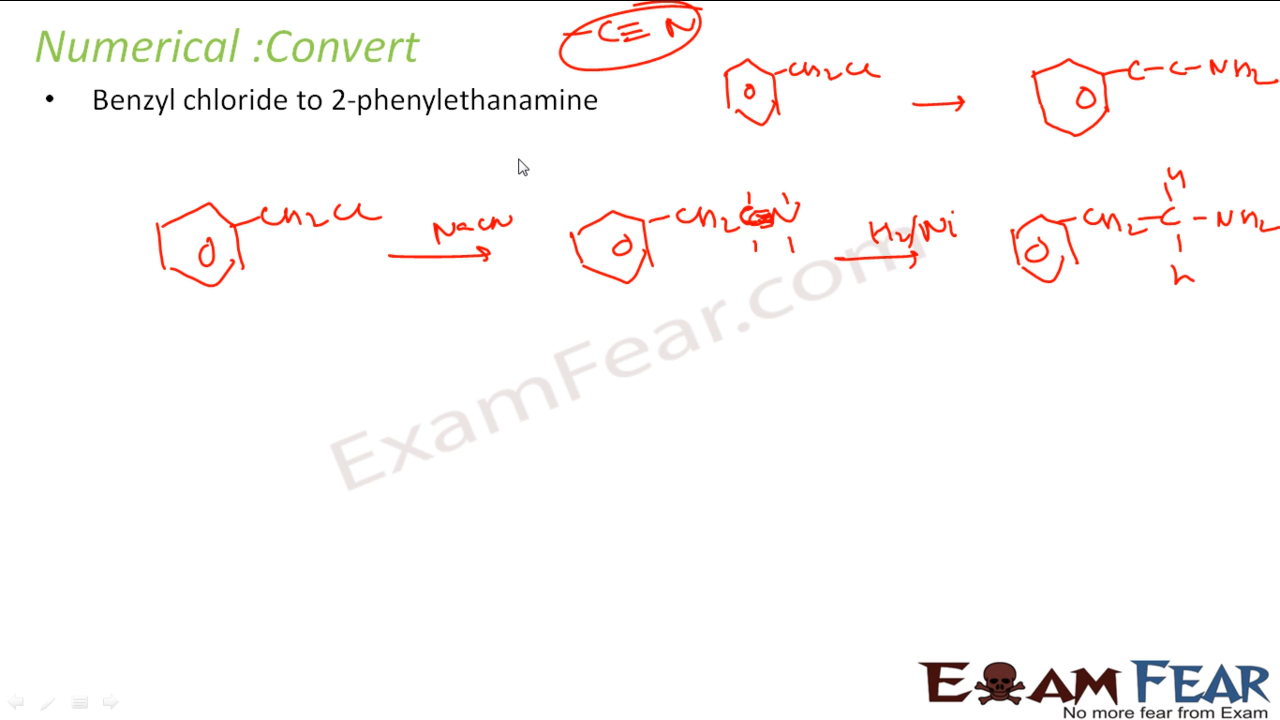 Numerical :Convert
• Benzyl chloride to 2-phenylethanamine
-C≡N
CH2Cl
C-C-NH2
CH2Cl
NaCN
CH2C≡N
H2/Ni
H
CH2-C-NH2
h
ExamFear.com
EXAM FEAR
No more fear from Exam